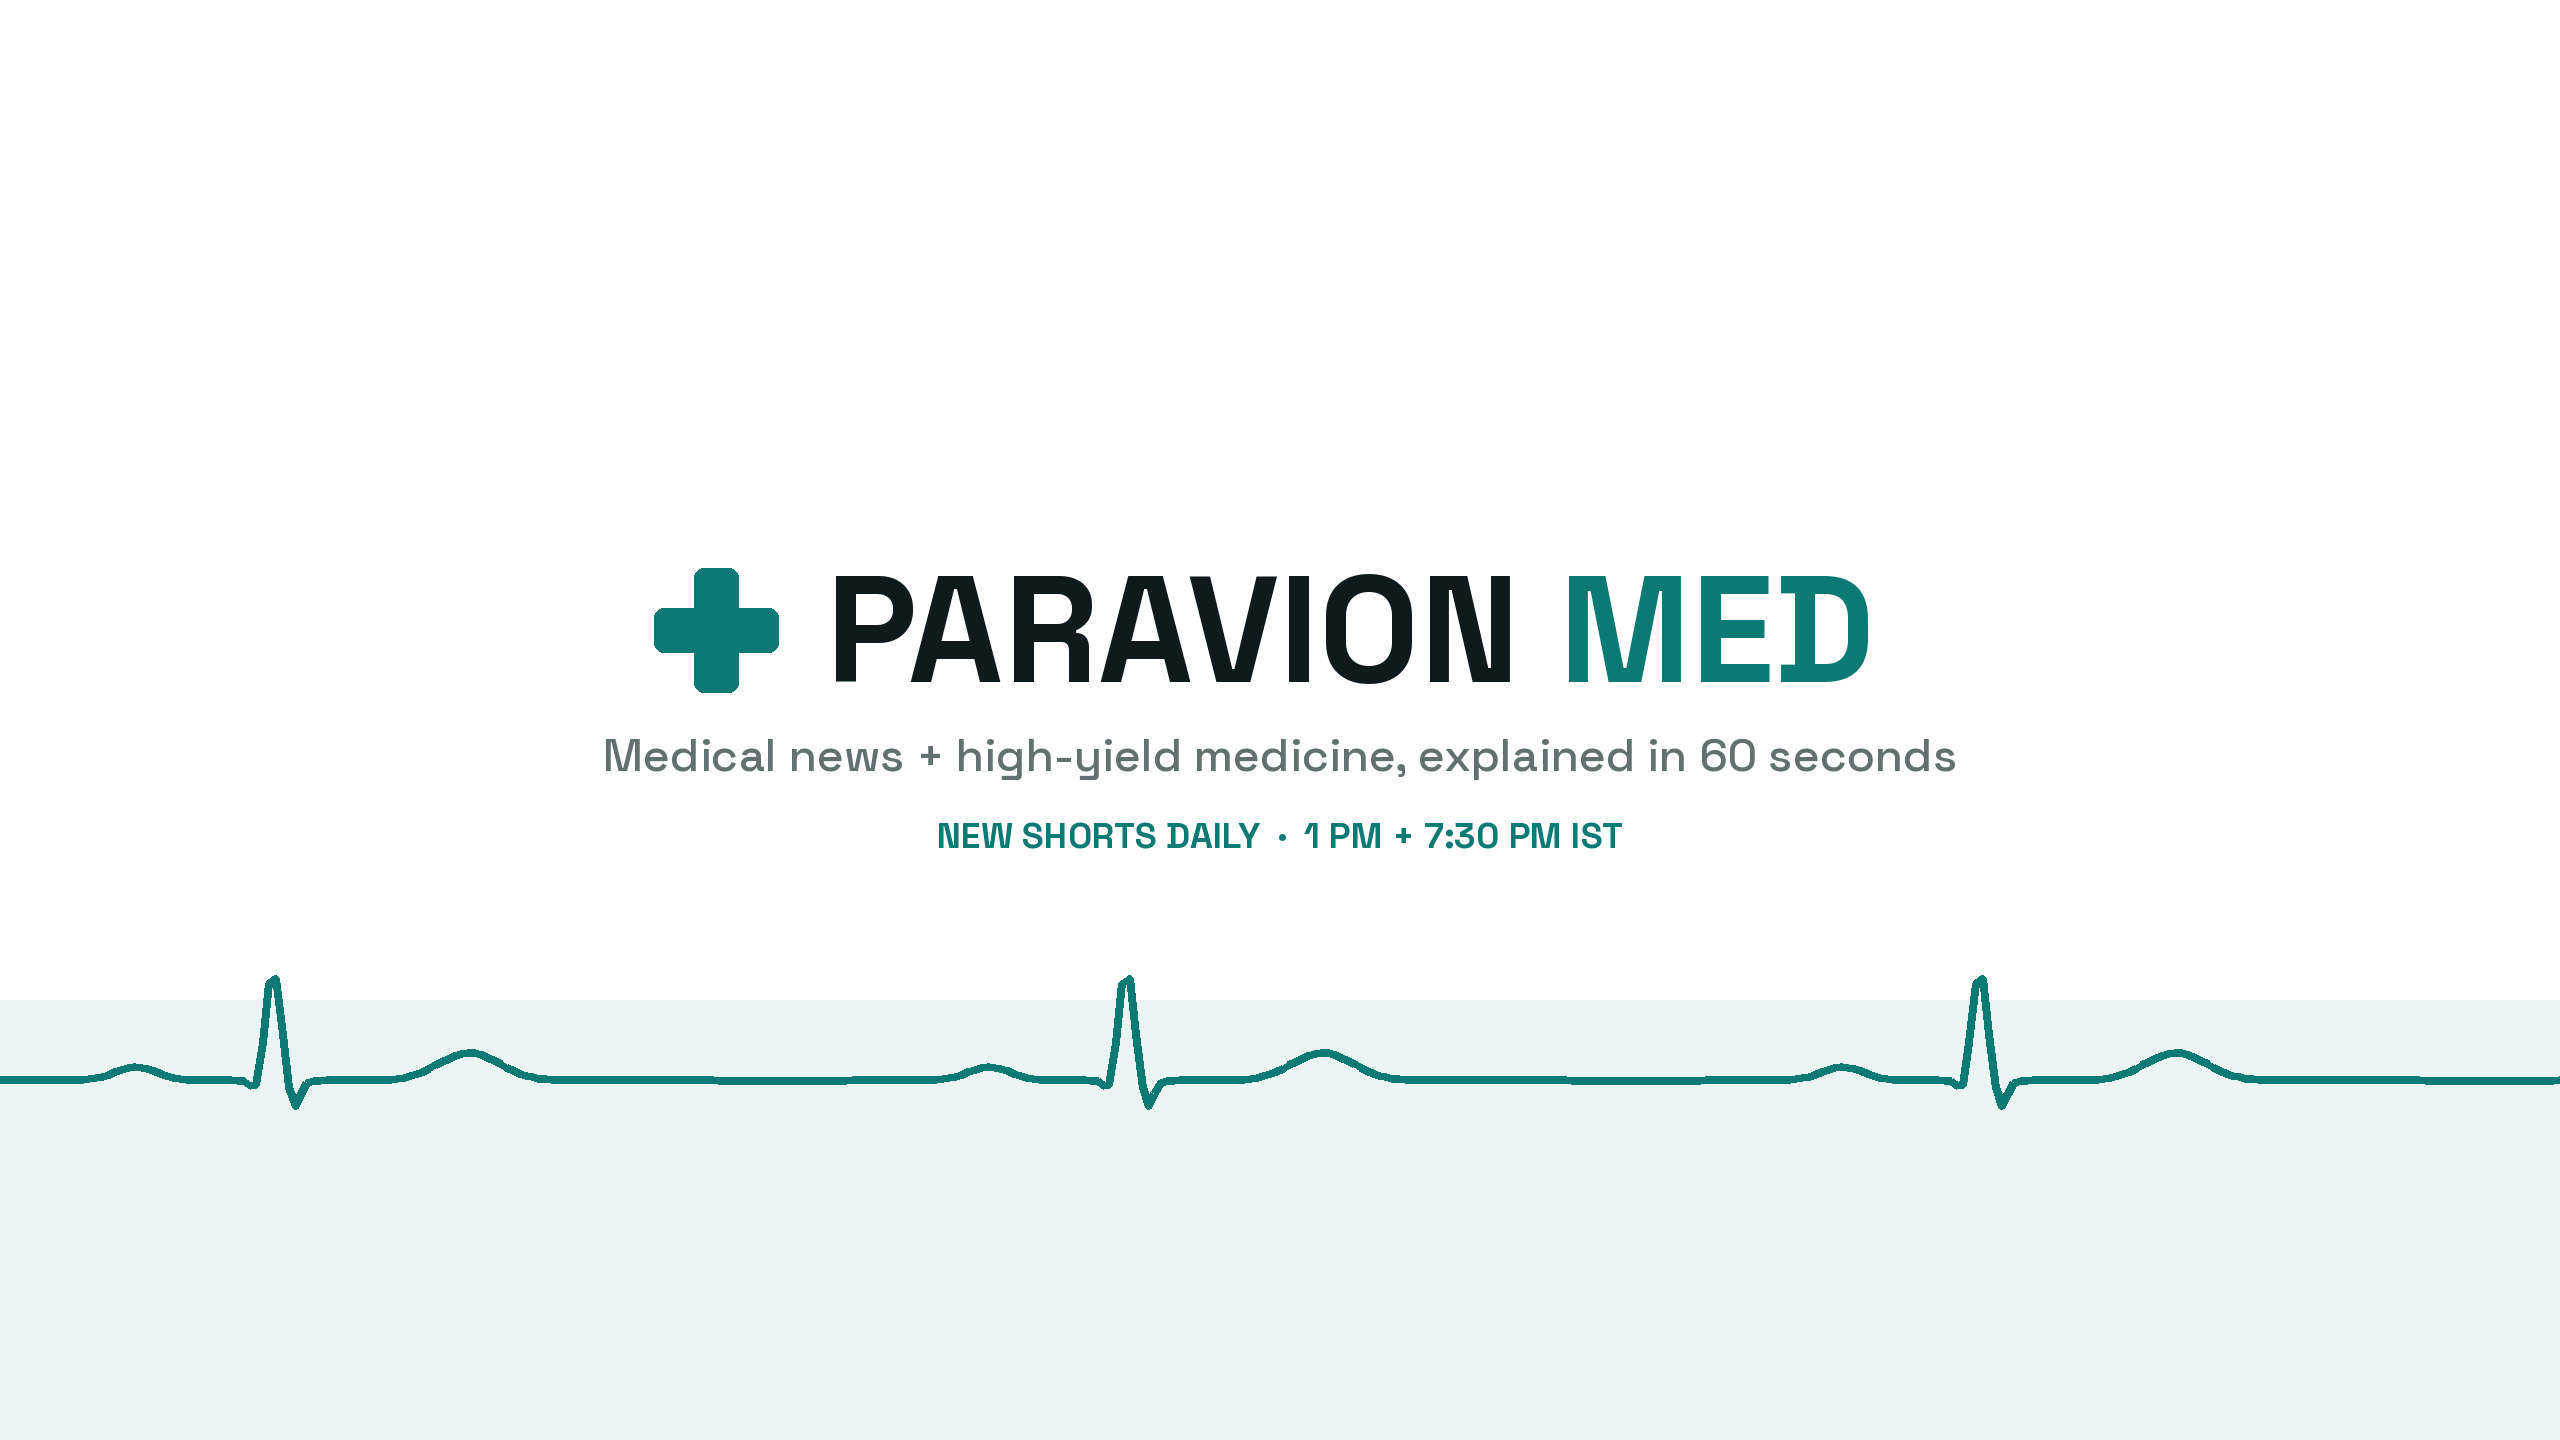 PARAVION MED
Medical news + high-yield medicine, explained in 60 seconds
NEW SHORTS DAILY · 1 PM + 7:30 PM IST